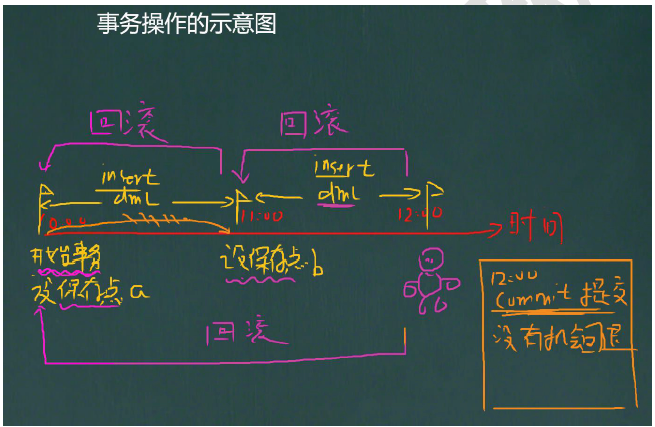 事务操作的示意图
回滚 回滚
insert insert
dml dml
11:00 12:00 时间
开始事务 设保存点 b
设保存点 a
12:00
commit 提交
没有机会回退
回滚